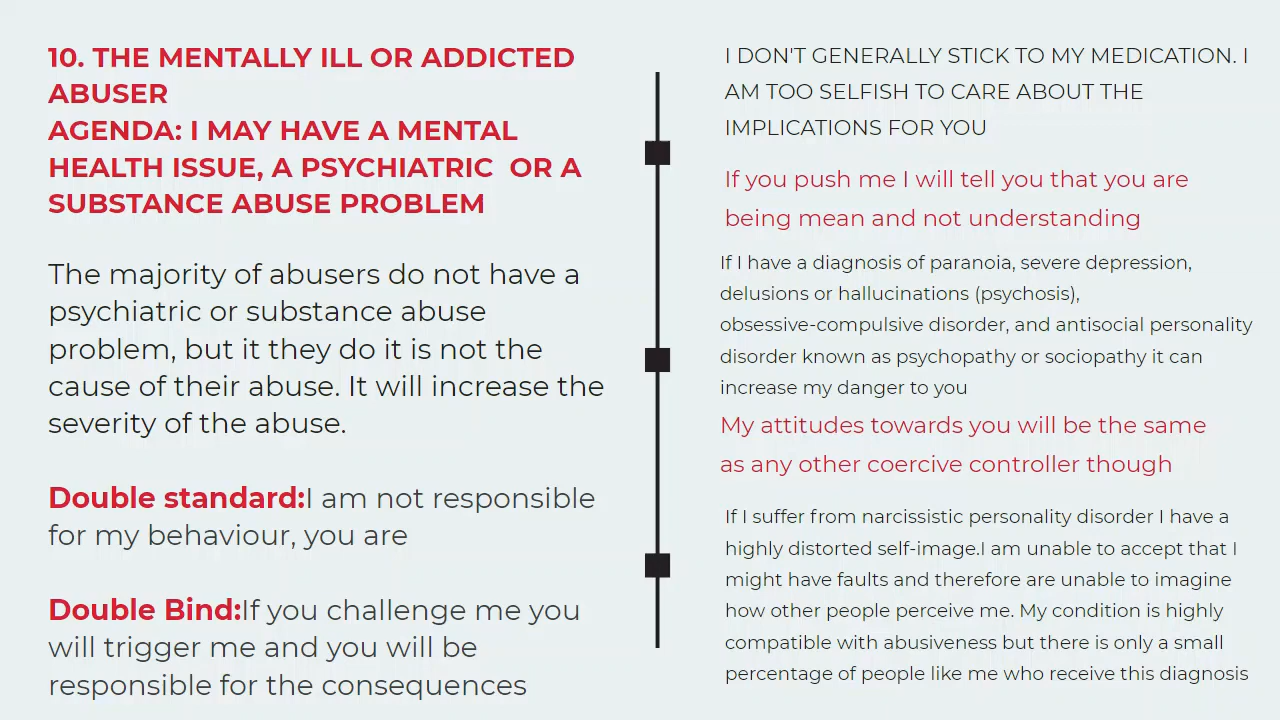 10. THE MENTALLY ILL OR ADDICTED
ABUSER
AGENDA: I MAY HAVE A MENTAL
HEALTH ISSUE, A PSYCHIATRIC  OR A
SUBSTANCE ABUSE PROBLEM
The majority of abusers do not have a
psychiatric or substance abuse
problem, but it they do it is not the
cause of their abuse. It will increase the
severity of the abuse.
Double standard:I am not responsible
for my behaviour, you are
Double Bind:If you challenge me you
will trigger me and you will be
responsible for the consequences
I DON'T GENERALLY STICK TO MY MEDICATION. I
AM TOO SELFISH TO CARE ABOUT THE
IMPLICATIONS FOR YOU
If you push me I will tell you that you are
being mean and not understanding
If I have a diagnosis of paranoia, severe depression,
delusions or hallucinations (psychosis),
obsessive-compulsive disorder, and antisocial personality
disorder known as psychopathy or sociopathy it can
increase my danger to you
My attitudes towards you will be the same
as any other coercive controller though
If I suffer from narcissistic personality disorder I have a
highly distorted self-image.I am unable to accept that I
might have faults and therefore are unable to imagine
how other people perceive me. My condition is highly
compatible with abusiveness but there is only a small
percentage of people like me who receive this diagnosis